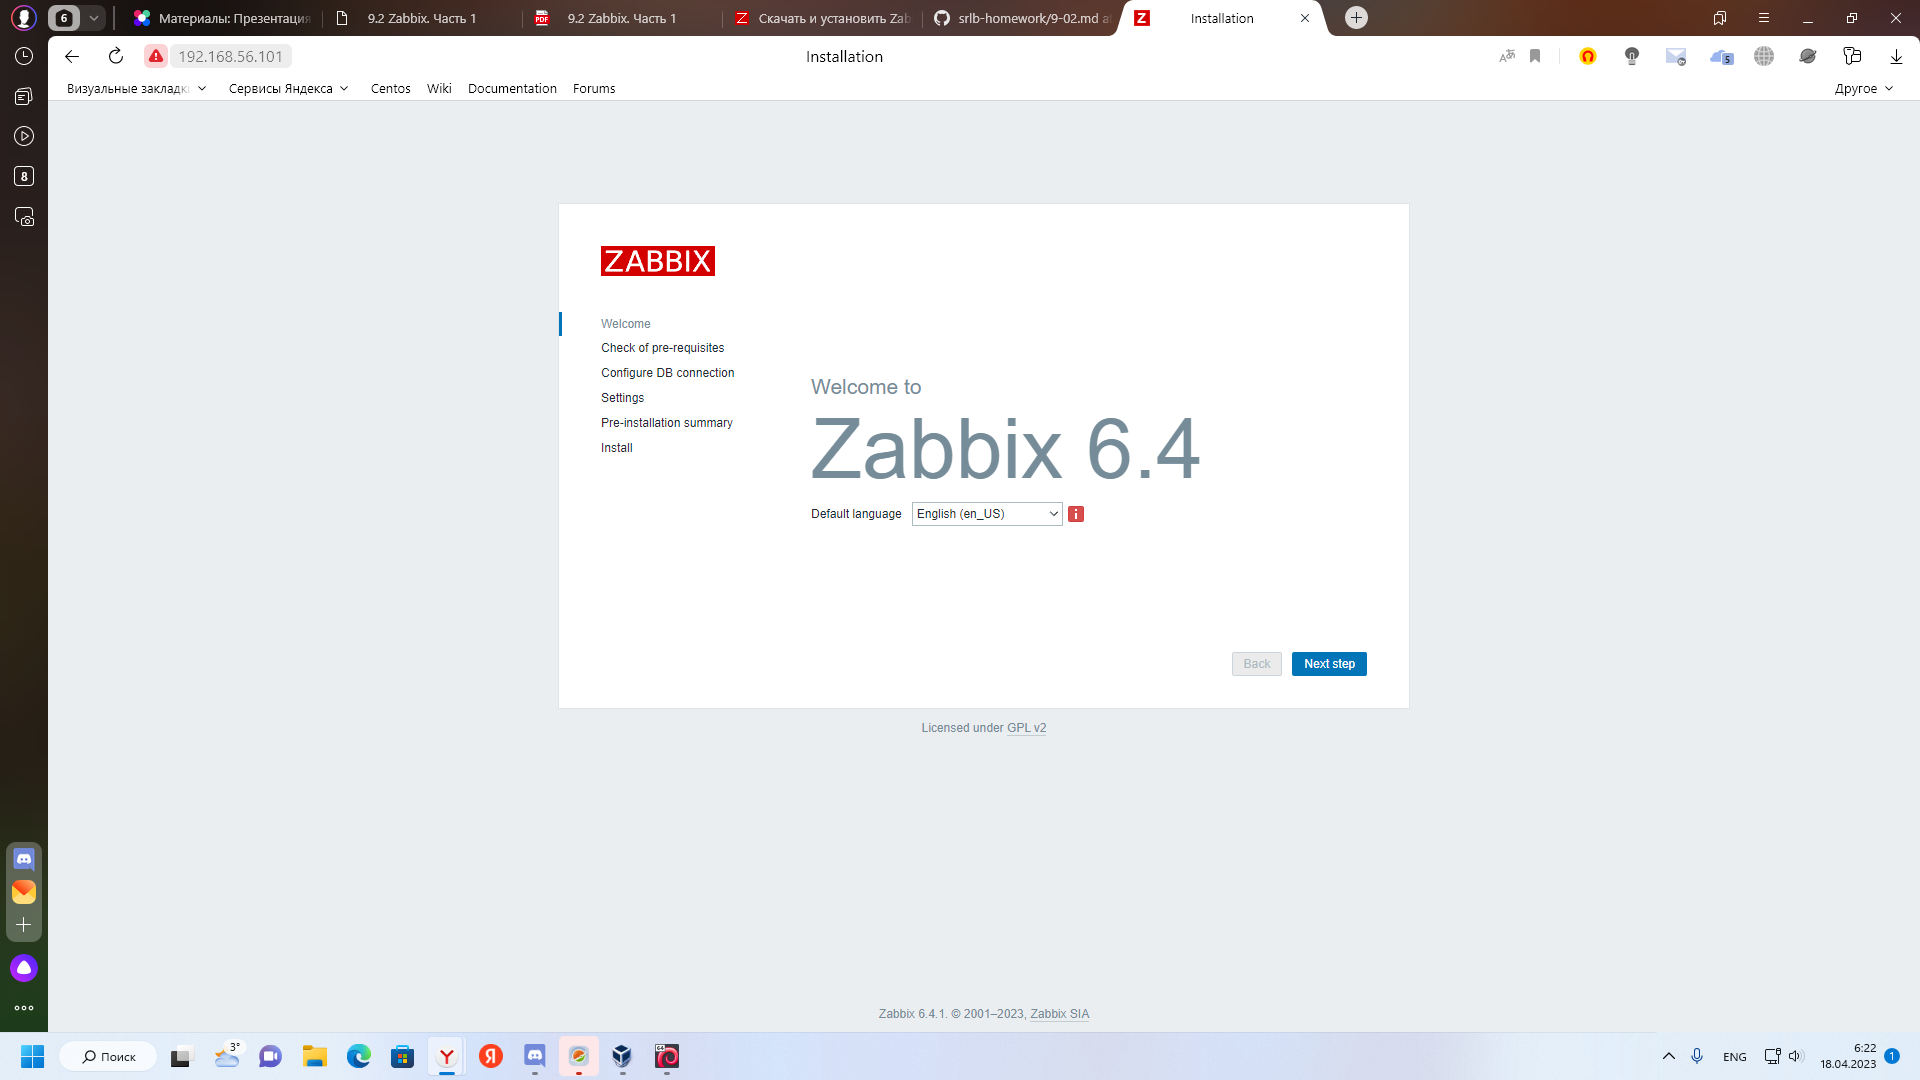 6
Материалы: Презентация
9.2 Zabbix. Часть 1
9.2 Zabbix. Часть 1
Скачать и установить Zab
srlb-homework/9-02.md a
Installation
192.168.56.101
Installation
Визуальные закладк
Сервисы Яндекса
Centos
Wiki
Documentation
Forums
Другое
8
5
ZABBIX
Welcome
Check of pre-requisites
Configure DB connection
Settings
Pre-installation summary
Install
Welcome to
Zabbix 6.4
Default language
English (en_US)
Back
Next step
Licensed under GPL v2
Zabbix 6.4.1. © 2001–2023, Zabbix SIA
Поиск
3°
ENG
6:22
18.04.2023
1